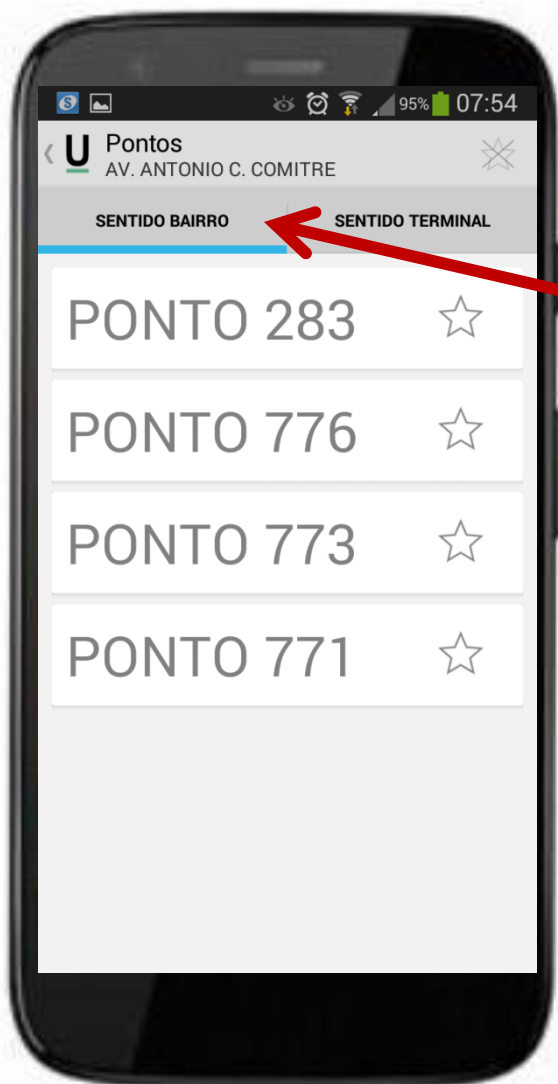 95% 07:54
U Pontos
AV. ANTONIO C. COMITRE
SENTIDO BAIRRO SENTIDO TERMINAL
PONTO 283
PONTO 776
PONTO 773
PONTO 771